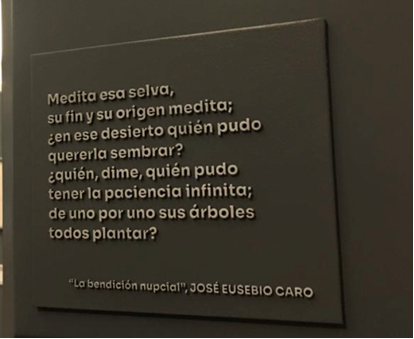 Medita esa selva,
su fin y su origen medita;
¿en ese desierto quién pudo
quererla sembrar?
¿quién, dime, quién pudo
tener la paciencia infinita;
de uno por uno sus árboles
todos plantar?
"La bendición nupcial", JOSÉ EUSEBIO CARO